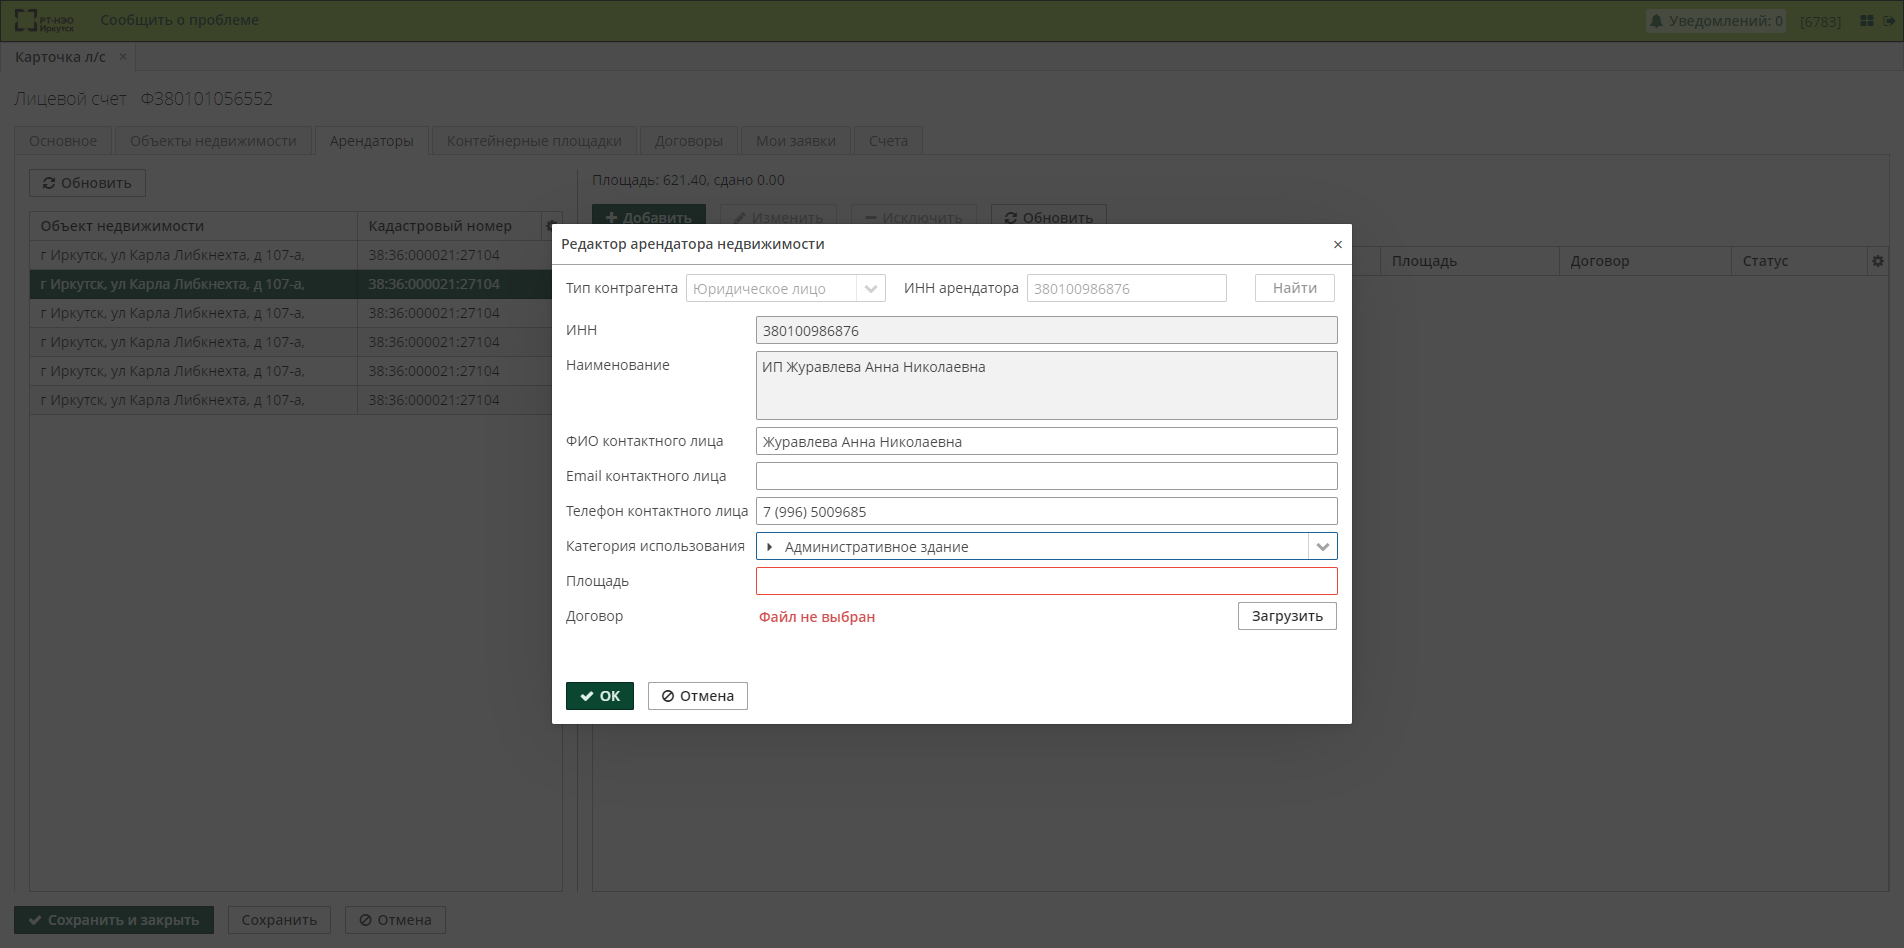 РТ-НЭО Иркутск
Сообщить о проблеме
Уведомлений: 0
[6783]
Карточка л/с ×
Лицевой счет Ф380101056552
Основное
Объекты недвижимости
Арендаторы
Контейнерные площадки
Договоры
Мои заявки
Счета
Обновить
Объект недвижимости Кадастровый номер
г Иркутск, ул Карла Либкнехта, д 107-а, 38:36:000021:27104
г Иркутск, ул Карла Либкнехта, д 107-а, 38:36:000021:27104
г Иркутск, ул Карла Либкнехта, д 107-а, 38:36:000021:27104
г Иркутск, ул Карла Либкнехта, д 107-а, 38:36:000021:27104
г Иркутск, ул Карла Либкнехта, д 107-а, 38:36:000021:27104
г Иркутск, ул Карла Либкнехта, д 107-а, 38:36:000021:27104
Площадь: 621.40, сдано 0.00
Добавить
Изменить
Исключить
Обновить
Площадь Договор Статус
Редактор арендатора недвижимости ×
Тип контрагента Юридическое лицо ИНН арендатора 380100986876 Найти
ИНН 380100986876
Наименование ИП Журавлева Анна Николаевна
ФИО контактного лица Журавлева Анна Николаевна
Email контактного лица
Телефон контактного лица 7 (996) 5009685
Категория использования Административное здание
Площадь
Договор Файл не выбран Загрузить
ОК Отмена
Сохранить и закрыть Сохранить Отмена